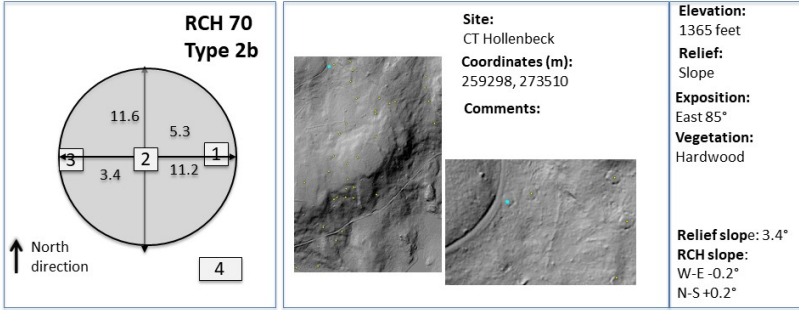 RCH 70
Type 2b
11.6
5.3
3
2
1
3.4
11.2
North
direction
4
Site:
CT Hollenbeck
Coordinates (m):
259298, 273510
Comments:
Elevation:
1365 feet
Relief:
Slope
Exposition:
East 85°
Vegetation:
Hardwood
Relief slope: 3.4°
RCH slope:
W-E -0.2°
N-S +0.2°